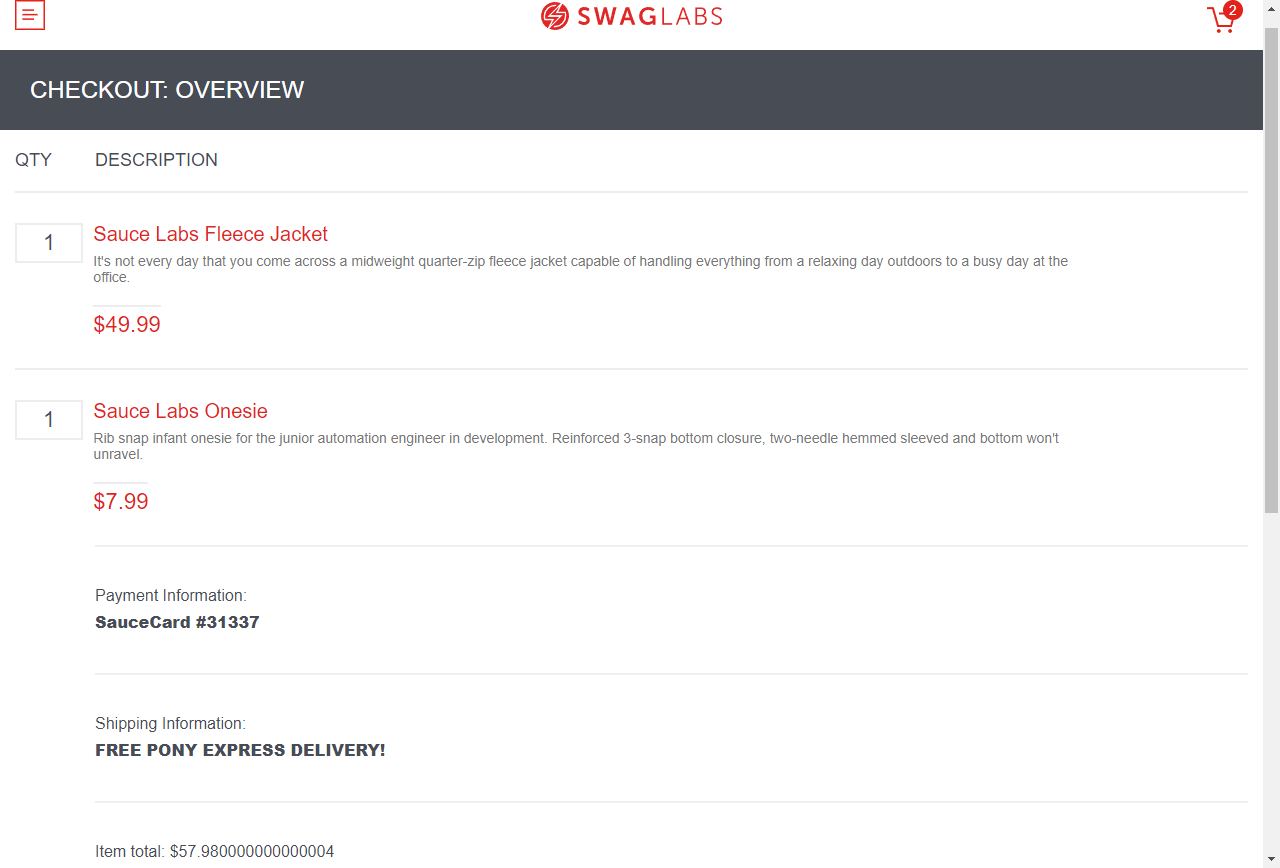 SWAGLABS
2
CHECKOUT: OVERVIEW
QTY DESCRIPTION
1
Sauce Labs Fleece Jacket
It's not every day that you come across a midweight quarter-zip fleece jacket capable of handling everything from a relaxing day outdoors to a busy day at the
office.
$49.99
1
Sauce Labs Onesie
Rib snap infant onesie for the junior automation engineer in development. Reinforced 3-snap bottom closure, two-needle hemmed sleeved and bottom won't
unravel.
$7.99
Payment Information:
SauceCard #31337
Shipping Information:
FREE PONY EXPRESS DELIVERY!
Item total: $57.980000000000004